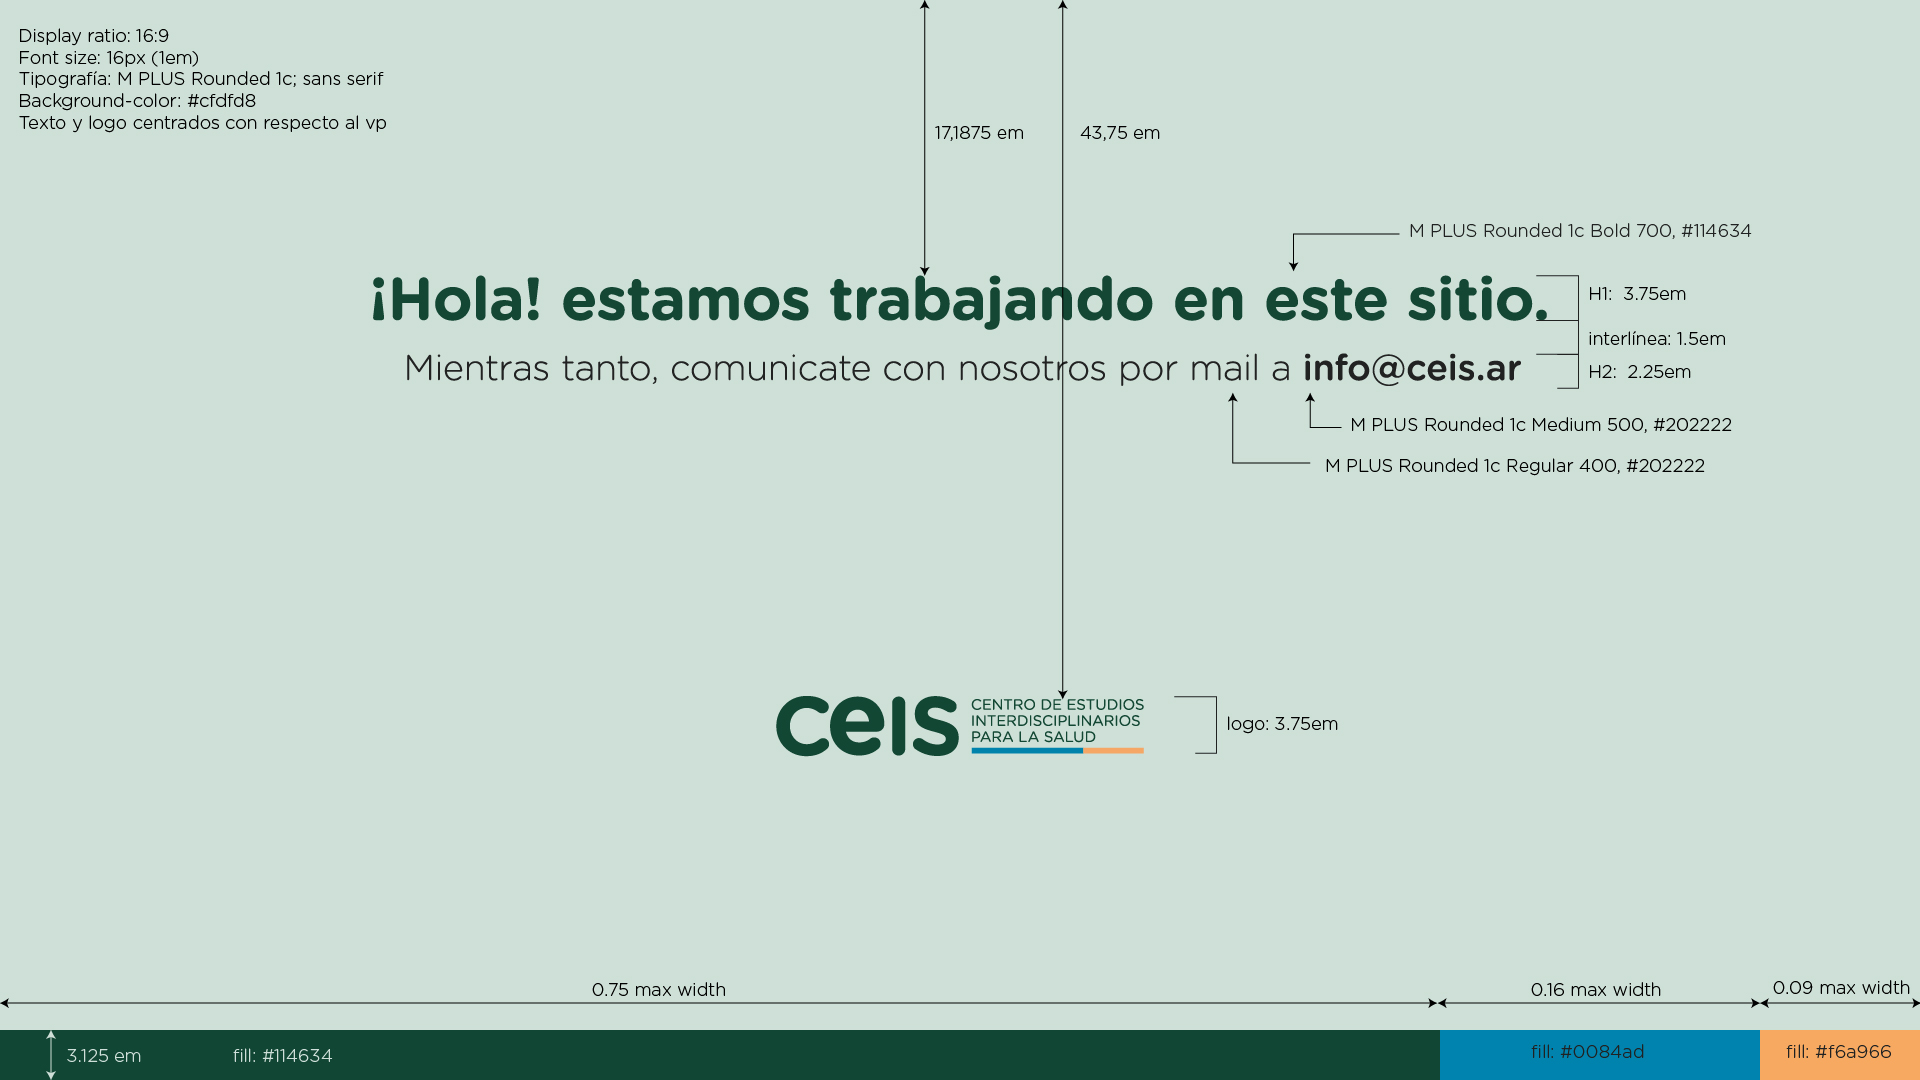 Display ratio: 16:9
Font size: 16px (1em)
Tipografía: M PLUS Rounded 1c; sans serif
Background-color: #cfdfd8
Texto y logo centrados con respecto al vp
17,1875 em
43,75 em
M PLUS Rounded 1c Bold 700, #114634
¡Hola! estamos trabajando en este sitio.
H1: 3.75em
interlínea: 1.5em
Mientras tanto, comunicate con nosotros por mail a info@ceis.ar
H2: 2.25em
M PLUS Rounded 1c Medium 500, #202222
M PLUS Rounded 1c Regular 400, #202222
ceis
CENTRO DE ESTUDIOS
INTERDISCIPLINARIOS
PARA LA SALUD
logo: 3.75em
0.75 max width
0.16 max width
0.09 max width
3.125 em
fill: #114634
fill: #0084ad
fill: #f6a966